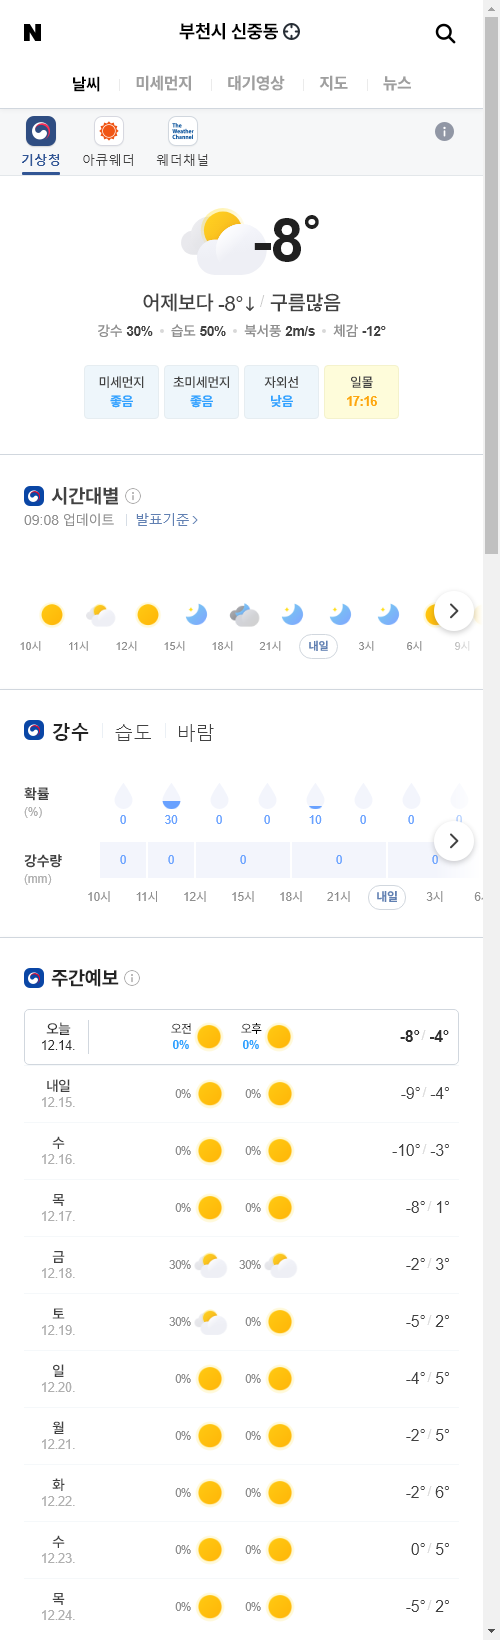 N
부천시 신중동
날씨 미세먼지 대기영상 지도 뉴스
The Weather Channel
기상청 아큐웨더 웨더채널
-8°
어제보다 -8°↓ / 구름많음
강수 30% • 습도 50% • 북서풍 2m/s • 체감 -12°
미세먼지 초미세먼지 자외선 일몰
좋음 좋음 낮음 17:16
시간대별
09:08 업데이트 발표기준 >
10시 11시 12시 15시 18시 21시 내일 3시 6시 9시
강수 습도 바람
확률
(%)
0 30 0 0 10 0 0 0
강수량
(mm)
0 0 0 0 0
10시 11시 12시 15시 18시 21시 내일 3시
주간예보
오늘 12.14. 오전 0% 오후 0% -8° / -4°
내일 12.15. 0% 0% -9° / -4°
수 12.16. 0% 0% -10° / -3°
목 12.17. 0% 0% -8° / 1°
금 12.18. 30% 30% -2° / 3°
토 12.19. 30% 0% -5° / 2°
일 12.20. 0% 0% -4° / 5°
월 12.21. 0% 0% -2° / 5°
화 12.22. 0% 0% -2° / 6°
수 12.23. 0% 0% 0° / 5°
목 12.24. 0% 0% -5° / 2°